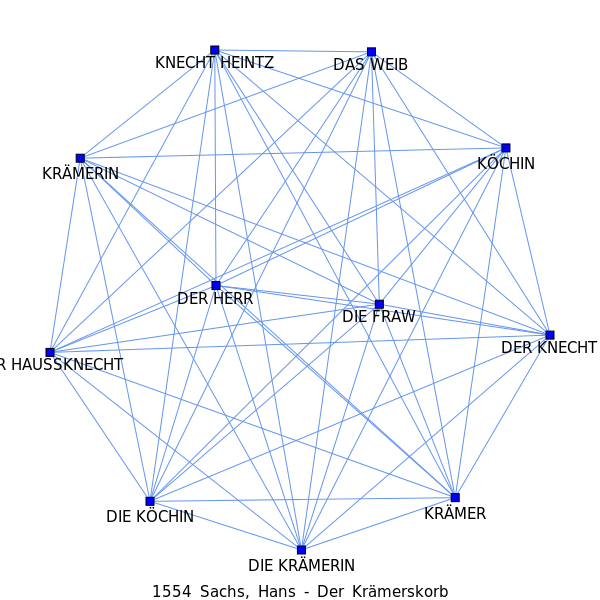 KNECHT HEINTZ
DAS WEIB
KÖCHIN
KRÄMERIN
DER HERR
DIE FRAW
DER KNECHT
R HAUSSKNECHT
DIE KÖCHIN
KRÄMER
DIE KRÄMERIN
1554 Sachs, Hans - Der Krämerskorb